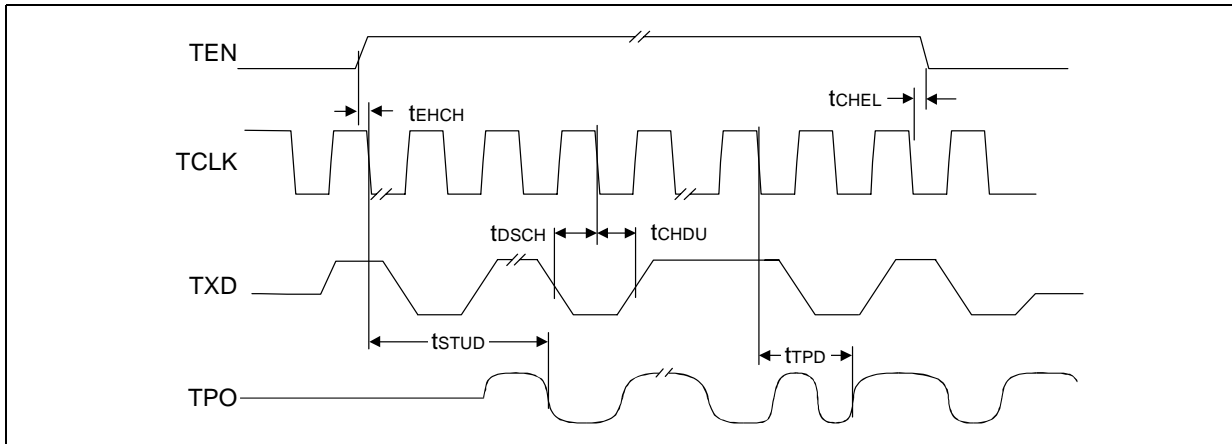 TEN
tCHEL
tEHCH
TCLK
tDSCH
tCHDU
TXD
tSTUD
tTPD
TPO